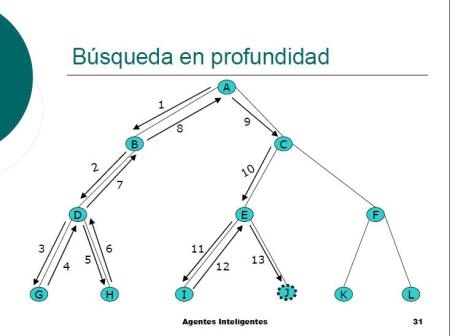 Búsqueda en profundidad
A
1
8
9
B
C
2
7
10
D
E
F
3
4
5
6
11
12
13
G
H
I
J
K
L
Agentes Inteligentes
31